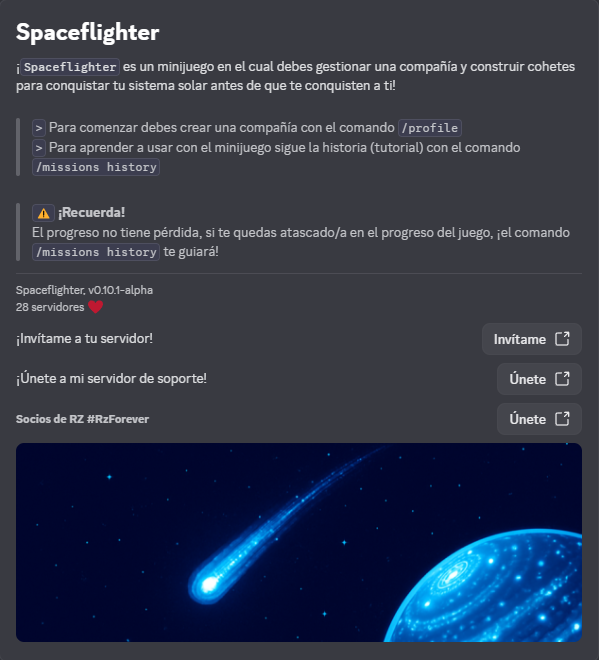 Spaceflighter
¡Spaceflighter es un minijuego en el cual debes gestionar una compañía y construir cohetes
para conquistar tu sistema solar antes de que te conquisten a ti!
> Para comenzar debes crear una compañía con el comando /profile
> Para aprender a usar con el minijuego sigue la historia (tutorial) con el comando
/missions history
⚠️ ¡Recuerda!
El progreso no tiene pérdida, si te quedas atascado/a en el progreso del juego, ¡el comando
/missions history te guiará!
Spaceflighter, v0.10.1-alpha
28 servidores ❤️
¡Invítame a tu servidor!
Invítame
¡Únete a mi servidor de soporte!
Únete
Socios de RZ #RzForever
Únete